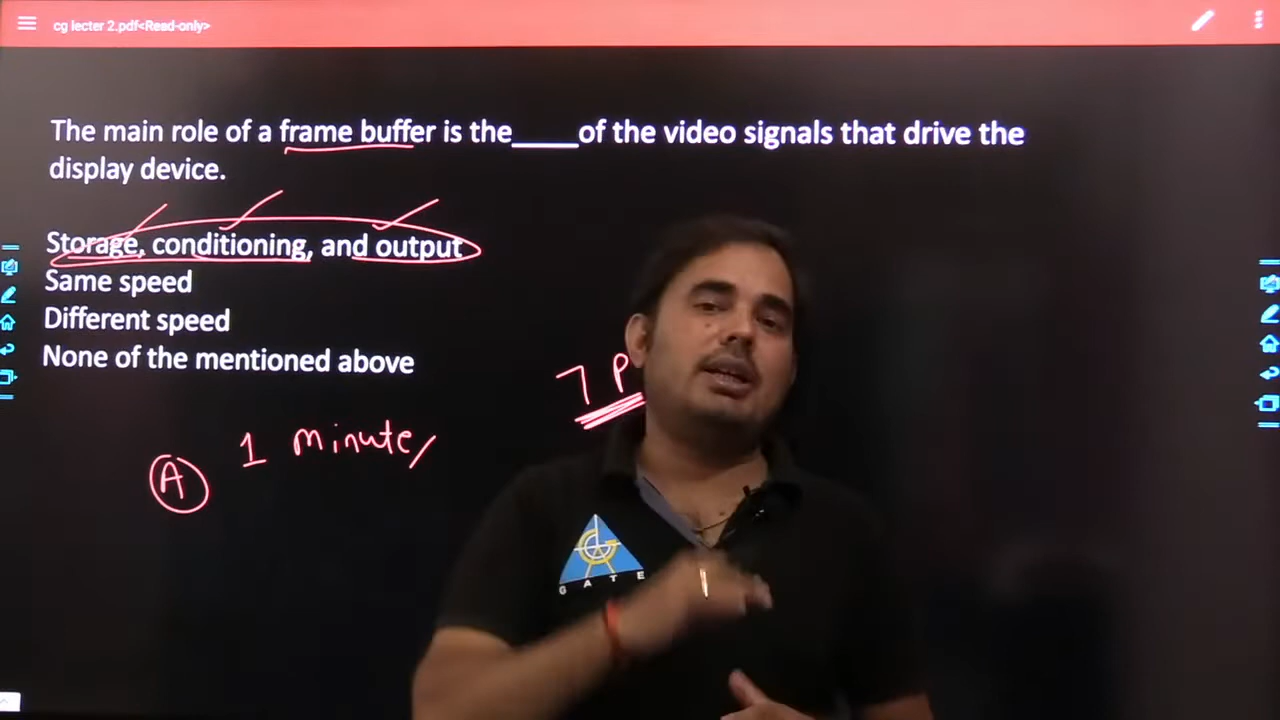 cg lecter 2.pdf<Read-only>
The main role of a frame buffer is the____of the video signals that drive the
display device.
Storage, conditioning, and output
Same speed
Different speed
None of the mentioned above
7 P
A 1 minute/
GATE